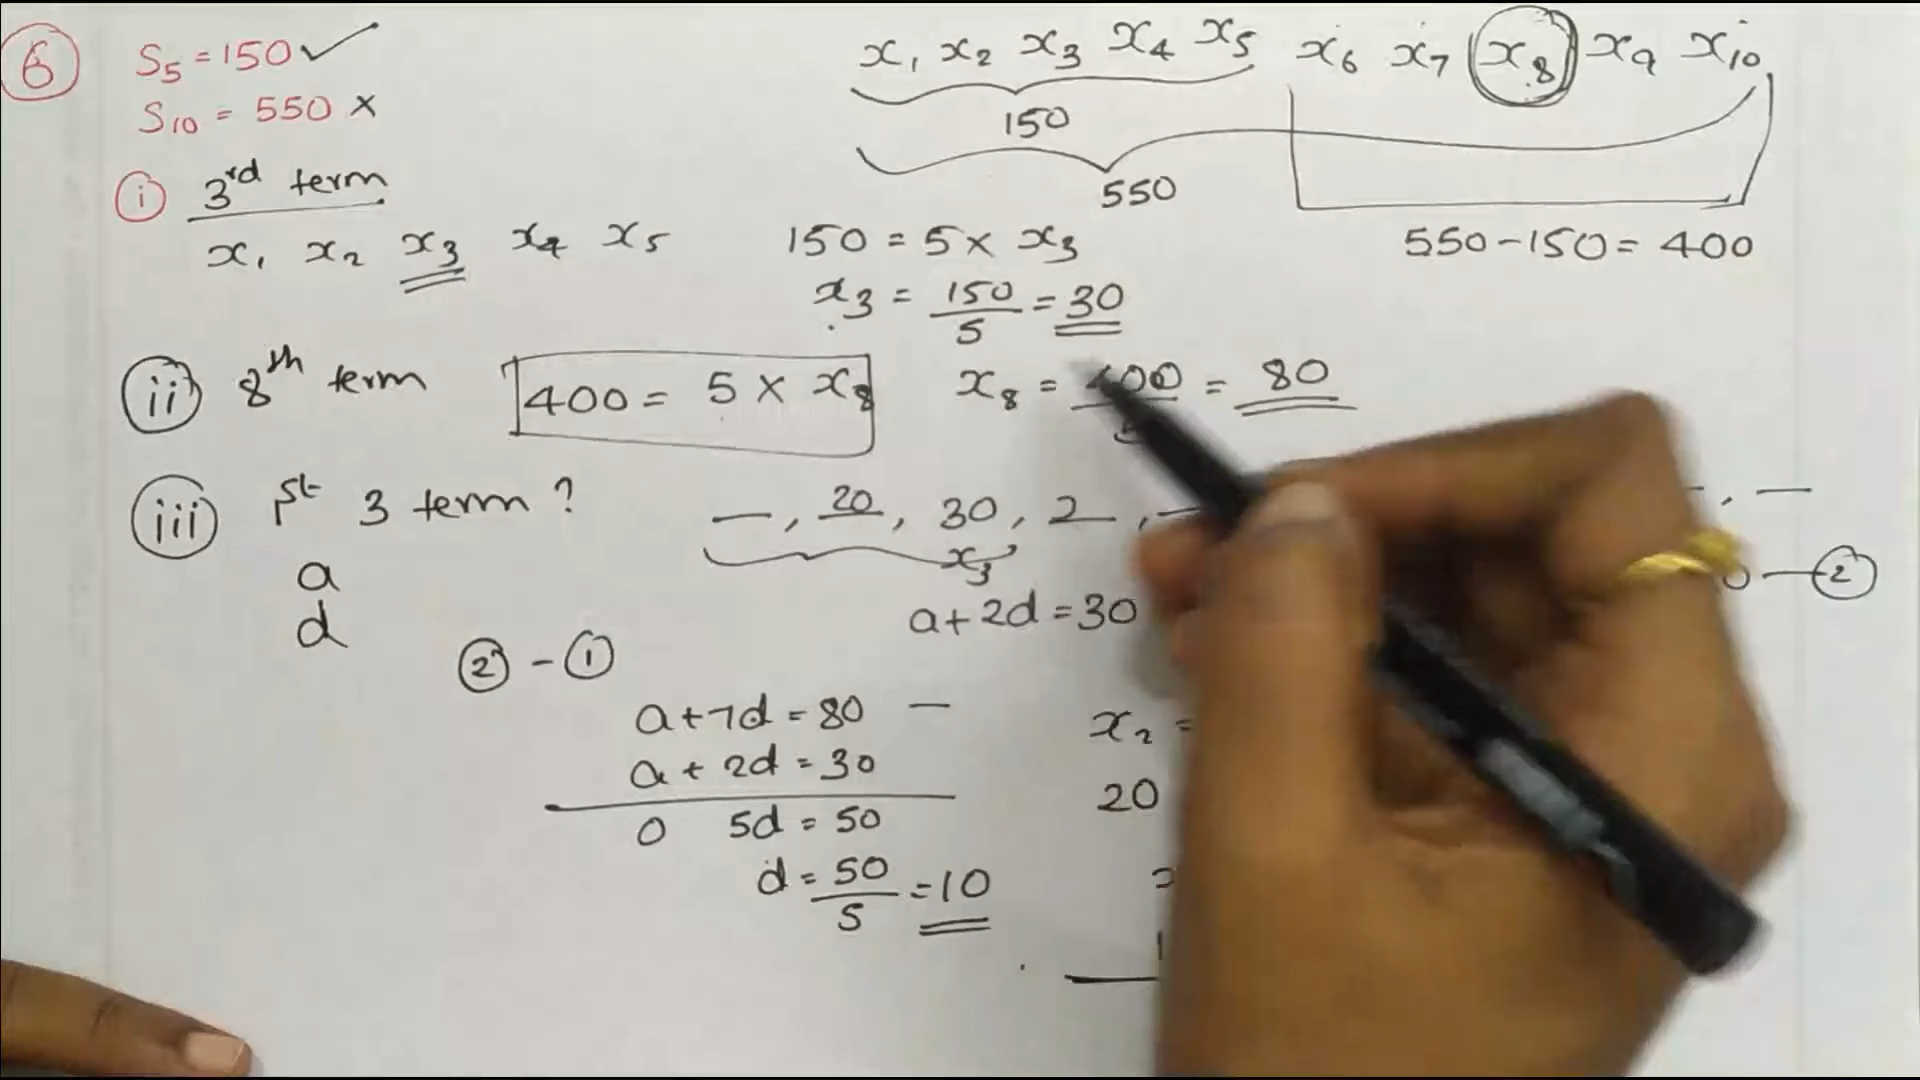 6
S5 = 150 ✓
S10 = 550 ×
x1 x2 x3 x4 x5 x6 x7 x8 x9 x10
150
550
550-150 = 400
i 3rd term
x1 x2 x3 x4 x5
150 = 5 × x3
x3 = 150/5 = 30
ii 8th term
400 = 5 × x8
x8 = 400/5 = 80
iii 1st 3 term ?
—, 20, 30, 2
x3
, —
a
d
a+2d = 30
2
2 - 1
a+7d = 80 —
a + 2d = 30
0 5d = 50
d = 50/5 = 10
x2 =
20